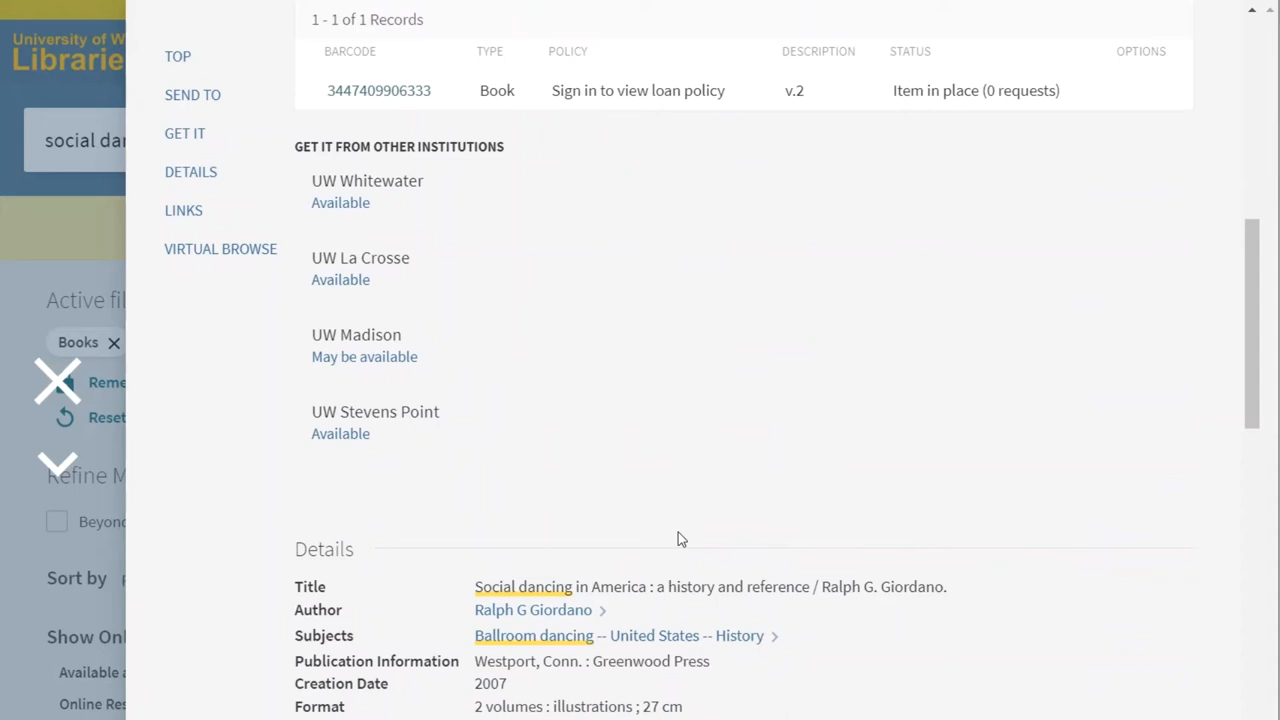 University of W
Librarie
social dan
Active fil
Books
Reme
Reset
Refine M
Beyond
Sort by
Show Onl
Available a
Online Res
TOP
SEND TO
GET IT
DETAILS
LINKS
VIRTUAL BROWSE
1 - 1 of 1 Records
BARCODE TYPE POLICY DESCRIPTION STATUS OPTIONS
3447409906333 Book Sign in to view loan policy v.2 Item in place (0 requests)
GET IT FROM OTHER INSTITUTIONS
UW Whitewater
Available
UW La Crosse
Available
UW Madison
May be available
UW Stevens Point
Available
Details
Title Social dancing in America : a history and reference / Ralph G. Giordano.
Author Ralph G Giordano
Subjects Ballroom dancing -- United States -- History
Publication Information Westport, Conn. : Greenwood Press
Creation Date 2007
Format 2 volumes : illustrations ; 27 cm